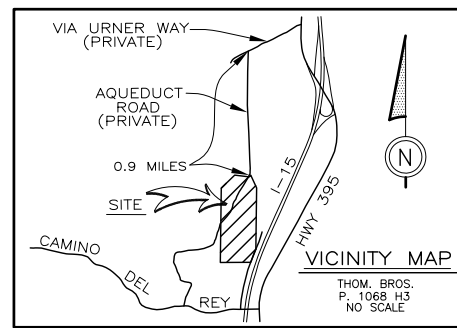 VIA URNER WAY
(PRIVATE)
AQUEDUCT
ROAD
(PRIVATE)
0.9 MILES
SITE
I-15
HWY 395
N
CAMINO
DEL
REY
VICINITY MAP
THOM. BROS.
P. 1068 H3
NO SCALE